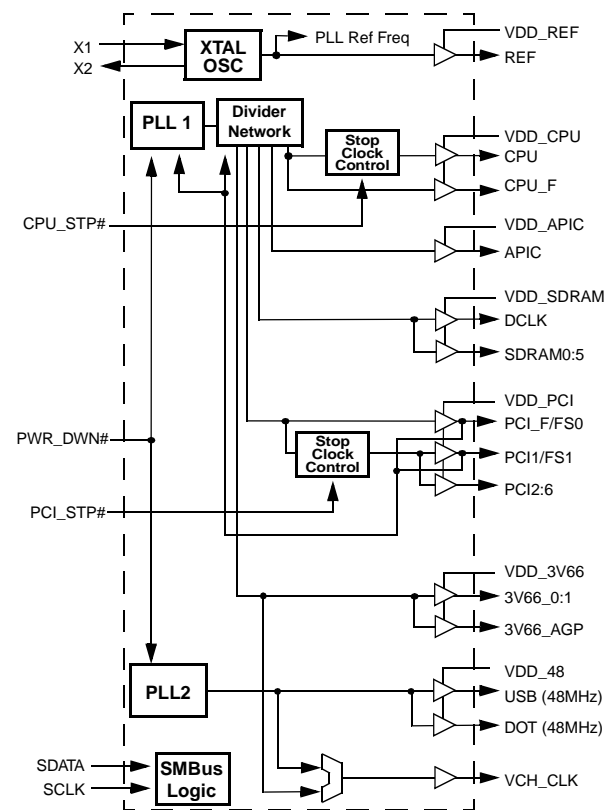 X1
X2
XTAL
OSC
PLL Ref Freq
VDD_REF
REF
PLL 1
Divider
Network
Stop
Clock
Control
VDD_CPU
CPU
CPU_F
CPU_STP#
VDD_APIC
APIC
VDD_SDRAM
DCLK
SDRAM0:5
VDD_PCI
PCI_F/FS0
PWR_DWN#
Stop
Clock
Control
PCI1/FS1
PCI2:6
PCI_STP#
VDD_3V66
3V66_0:1
3V66_AGP
VDD_48
PLL2
USB (48MHz)
DOT (48MHz)
SDATA
SCLK
SMBus
Logic
VCH_CLK